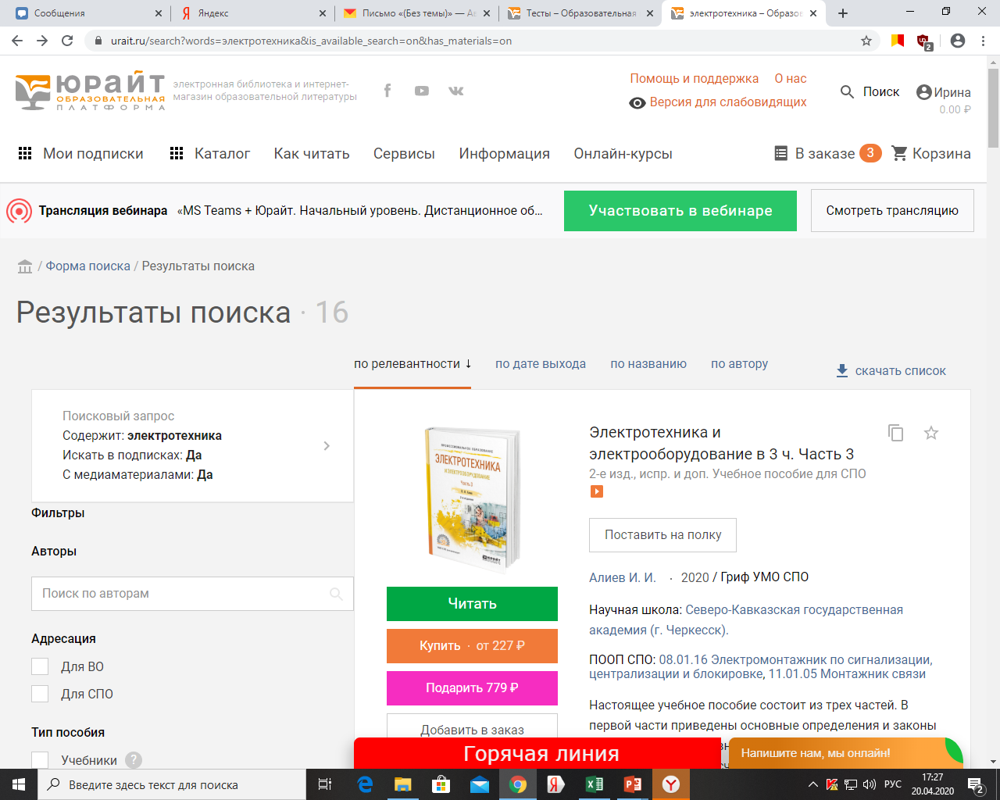 Сообщения
Яндекс
Письмо «(Без темы)» — Ав
Тесты – Образовательная
электротехника – Образо
urait.ru/search?words=электротехника&is_available_search=on&has_materials=on
2
ЮРАЙТ
ОБРАЗОВАТЕЛЬНАЯ
ПЛАТФОРМА
электронная библиотека и интернет-
магазин образовательной литературы
Помощь и поддержка О нас
Версия для слабовидящих
Поиск
Ирина
0.00 ₽
Мои подписки
Каталог
Как читать
Сервисы
Информация
Онлайн-курсы
В заказе 3
Корзина
Трансляция вебинара «MS Teams + Юрайт. Начальный уровень. Дистанционное об...
Участвовать в вебинаре
Смотреть трансляцию
/ Форма поиска / Результаты поиска
Результаты поиска · 16
по релевантности ↓
по дате выхода
по названию
по автору
скачать список
Поисковый запрос
Содержит: электротехника
Искать в подписках: Да
С медиаматериалами: Да
Фильтры
Авторы
Поиск по авторам
Адресация
Для ВО
Для СПО
Тип пособия
Учебники ?
ПРОФЕССИОНАЛЬНОЕ ОБРАЗОВАНИЕ
ЭЛЕКТРОТЕХНИКА
И ЭЛЕКТРООБОРУДОВАНИЕ
Часть 3
ЮРАЙТ
Читать
Купить · от 227 ₽
Подарить 779 ₽
Добавить в заказ
Электротехника и
электрооборудование в 3 ч. Часть 3
2-е изд., испр. и доп. Учебное пособие для СПО
Поставить на полку
Алиев И. И. · 2020 / Гриф УМО СПО
Научная школа: Северо-Кавказская государственная
академия (г. Черкесск).
ПООП СПО: 08.01.16 Электромонтажник по сигнализации,
централизации и блокировке, 11.01.05 Монтажник связи
Настоящее учебное пособие состоит из трех частей. В
первой части приведены основные определения и законы
Горячая линия
Напишите нам, мы онлайн!
Введите здесь текст для поиска
РУС
17:27
20.04.2020
2